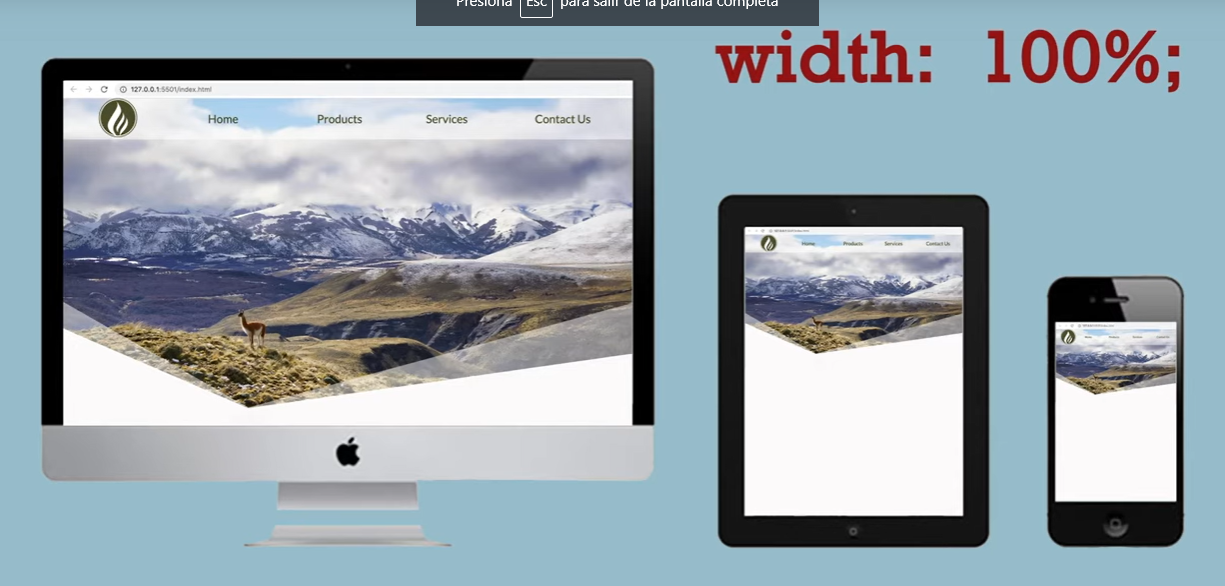 Presiona Esc para salir de la pantalla completa
width: 100%;
127.0.0.1:5501/index.html
Home Products Services Contact Us
Home Products Services Contact Us